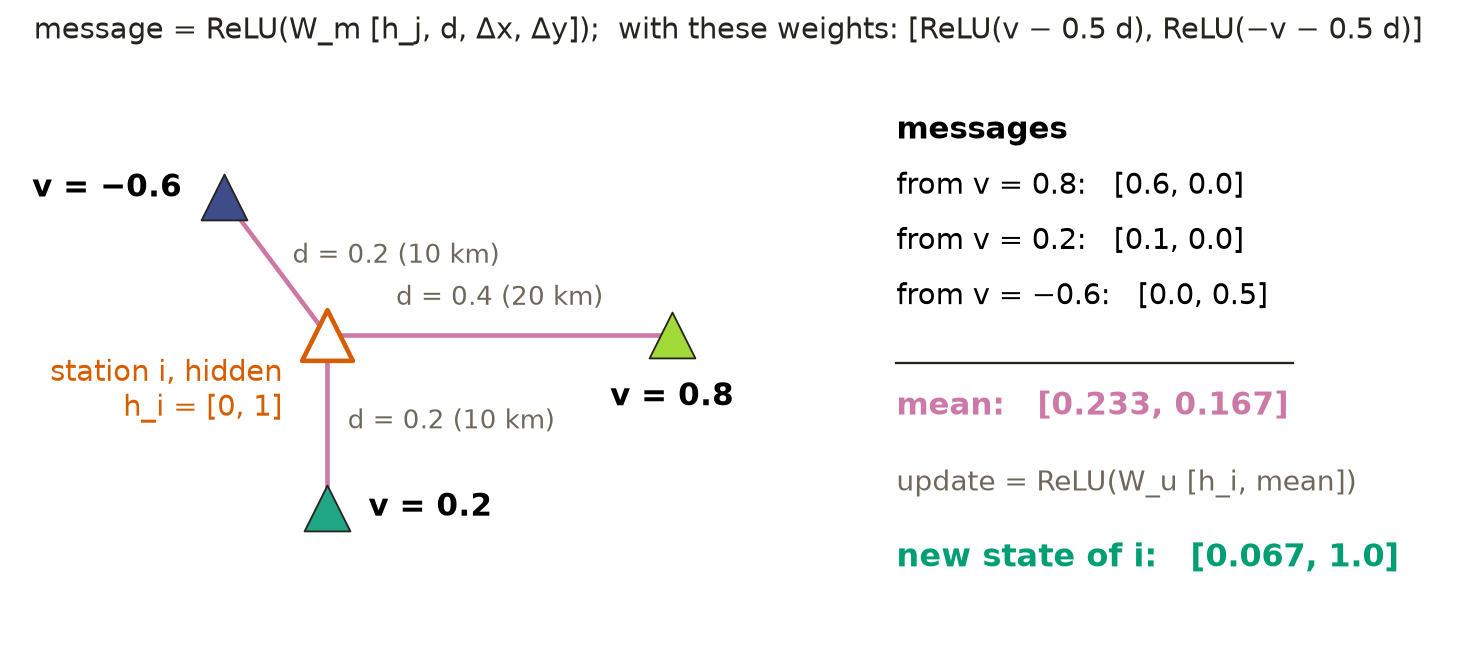 message = ReLU(W_m [h_j, d, Δx, Δy]);  with these weights: [ReLU(v − 0.5 d), ReLU(−v − 0.5 d)]
v = −0.6
d = 0.2 (10 km)
d = 0.4 (20 km)
station i, hidden
h_i = [0, 1]
v = 0.8
d = 0.2 (10 km)
v = 0.2
messages
from v = 0.8:   [0.6, 0.0]
from v = 0.2:   [0.1, 0.0]
from v = −0.6:   [0.0, 0.5]
mean:   [0.233, 0.167]
update = ReLU(W_u [h_i, mean])
new state of i:   [0.067, 1.0]